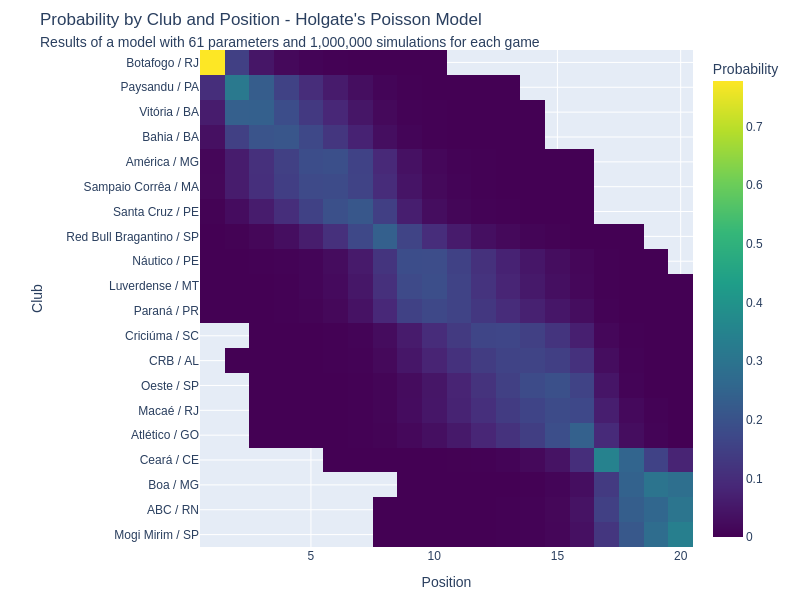 Probability by Club and Position - Holgate's Poisson Model
Results of a model with 61 parameters and 1,000,000 simulations for each game
Probability
Botafogo / RJ
Paysandu / PA
Vitória / BA
Bahia / BA
América / MG
Sampaio Corrêa / MA
Santa Cruz / PE
Red Bull Bragantino / SP
Náutico / PE
Luverdense / MT
Paraná / PR
Criciúma / SC
CRB / AL
Oeste / SP
Macaé / RJ
Atlético / GO
Ceará / CE
Boa / MG
ABC / RN
Mogi Mirim / SP
Club
5 10 15 20
Position
0.7
0.6
0.5
0.4
0.3
0.2
0.1
0